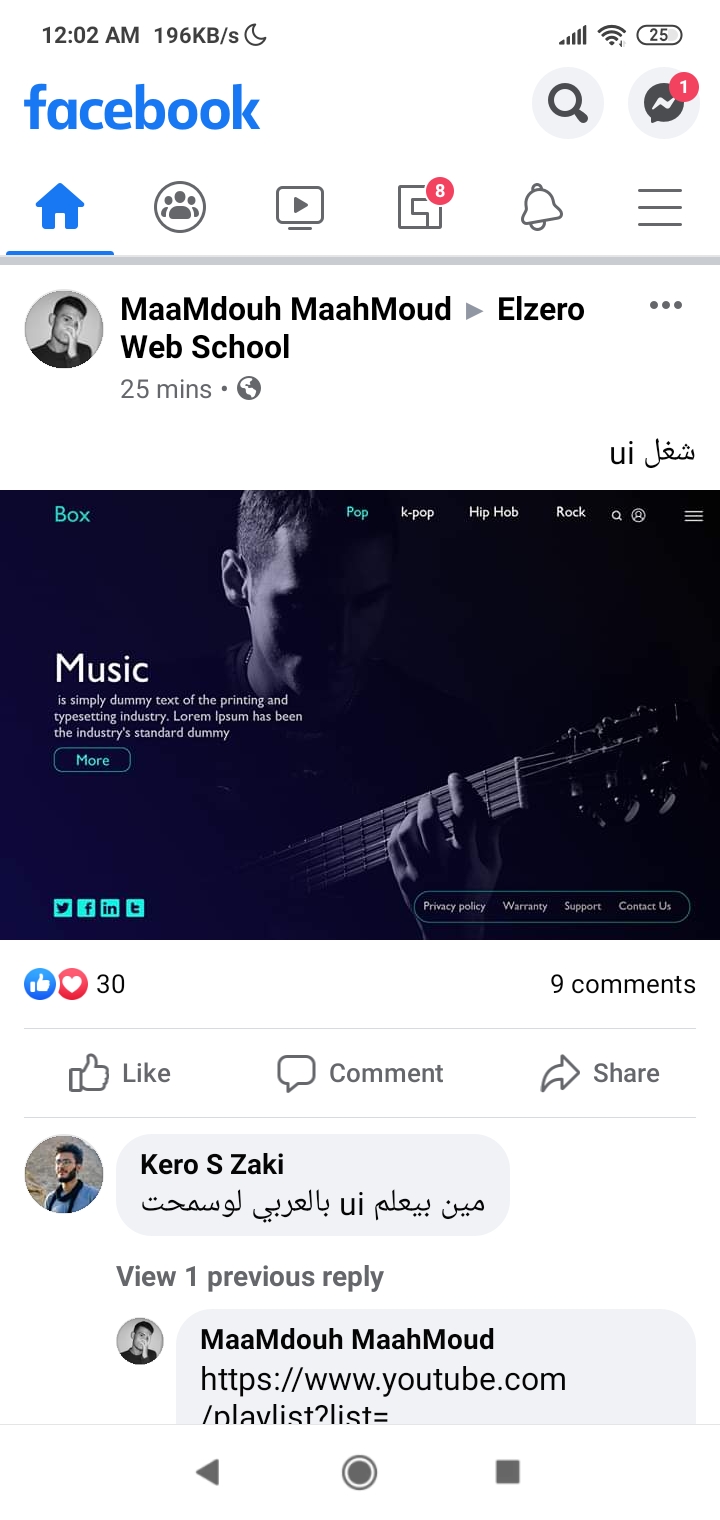 12:02 AM 196KB/s
25
facebook
1
8
MaaMdouh MaahMoud ▸ Elzero
Web School
25 mins •
شغل ui
Box
Pop k-pop Hip Hob Rock
Music
is simply dummy text of the printing and
typesetting industry. Lorem Ipsum has been
the industry's standard dummy
More
Privacy policy Warranty Support Contact Us
30
9 comments
Like Comment Share
Kero S Zaki
مين بيعلم ui بالعربي لوسمحت
View 1 previous reply
MaaMdouh MaahMoud
https://www.youtube.com
/playlist?list=